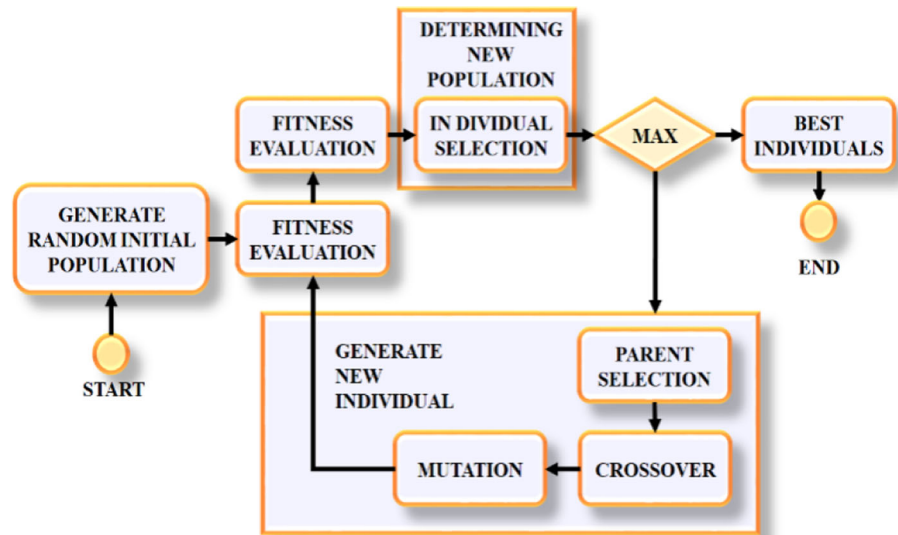 DETERMINING
NEW
POPULATION
FITNESS
EVALUATION
IN DIVIDUAL
SELECTION
MAX
BEST
INDIVIDUALS
GENERATE
RANDOM INITIAL
POPULATION
FITNESS
EVALUATION
END
START
GENERATE
NEW
INDIVIDUAL
PARENT
SELECTION
MUTATION
CROSSOVER